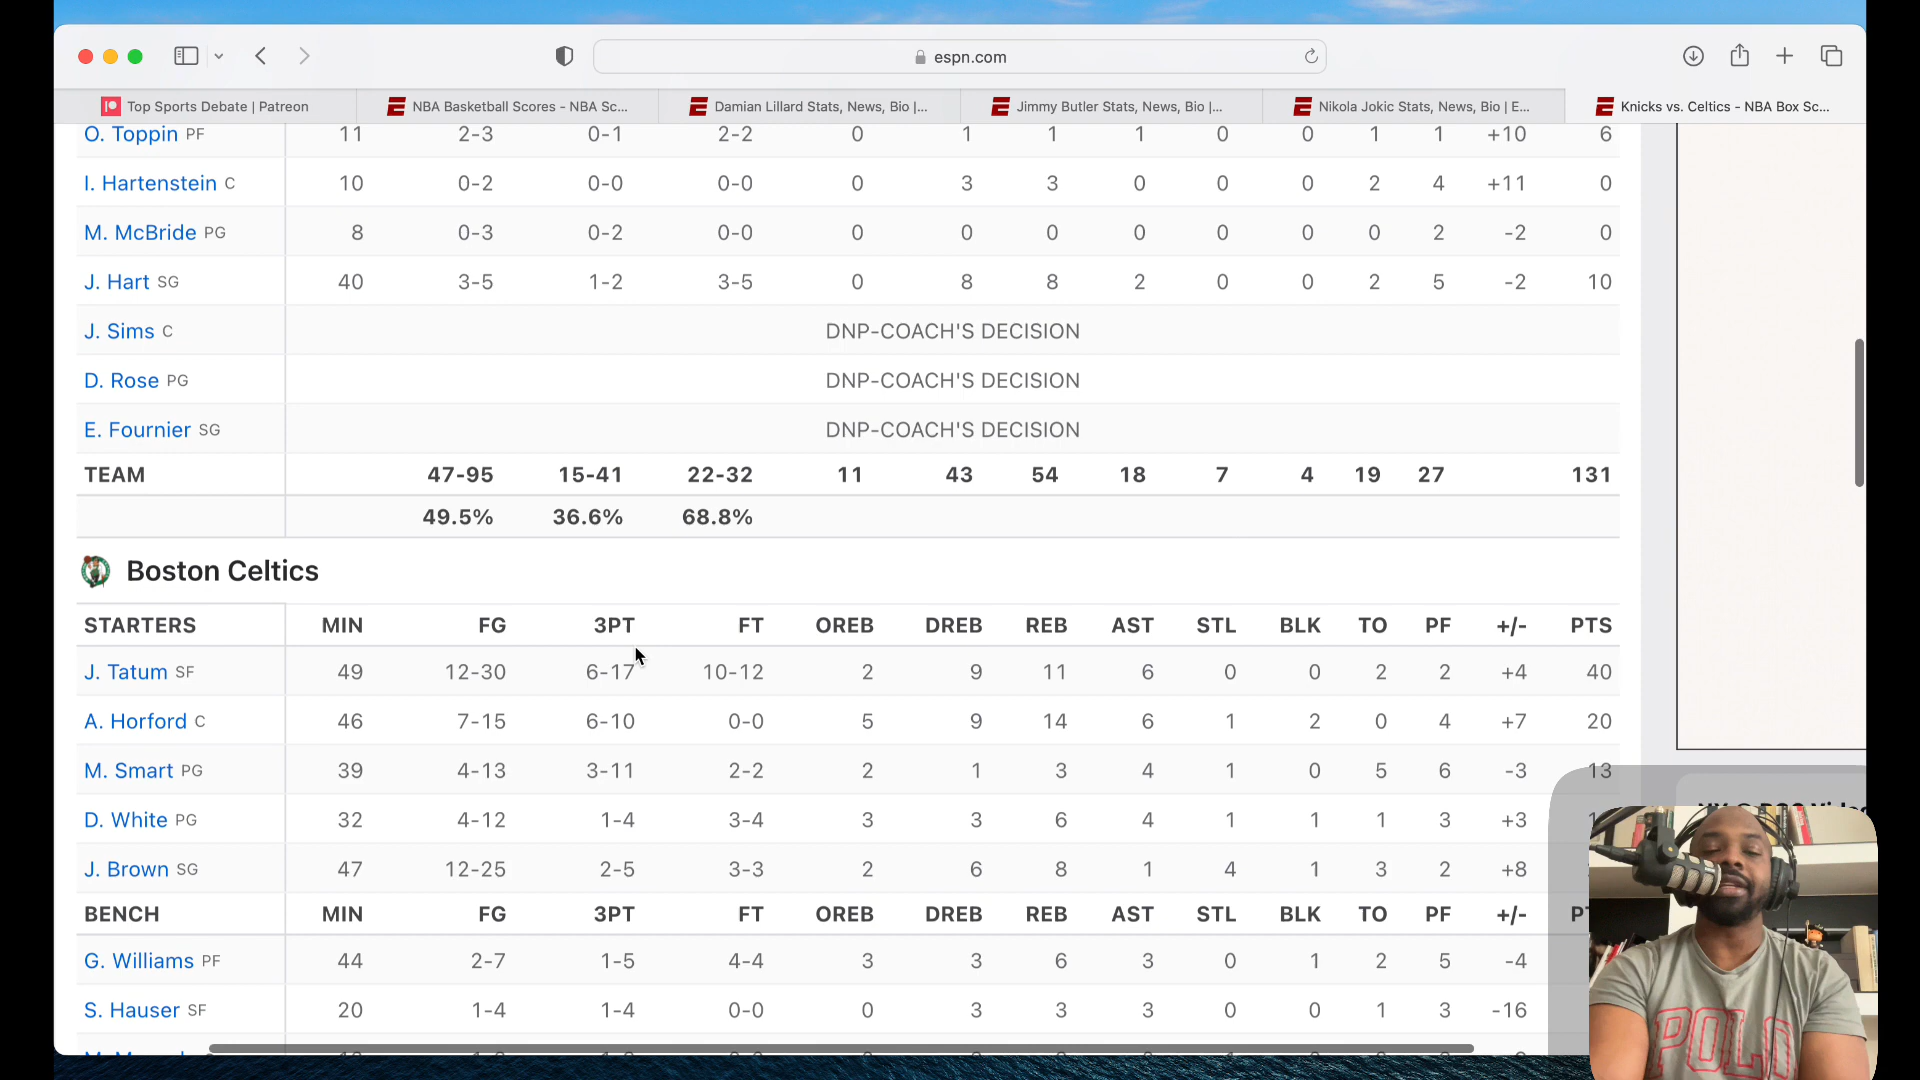 espn.com
Top Sports Debate | Patreon
NBA Basketball Scores - NBA Sc...
Damian Lillard Stats, News, Bio |...
Jimmy Butler Stats, News, Bio |...
Nikola Jokic Stats, News, Bio | E...
Knicks vs. Celtics - NBA Box Sc...
O. Toppin PF 11 2-3 0-1 2-2 0 1 1 1 0 0 1 1 +10 6
I. Hartenstein C 10 0-2 0-0 0-0 0 3 3 0 0 0 2 4 +11 0
M. McBride PG 8 0-3 0-2 0-0 0 0 0 0 0 0 0 2 -2 0
J. Hart SG 40 3-5 1-2 3-5 0 8 8 2 0 0 2 5 -2 10
J. Sims C DNP-COACH'S DECISION
D. Rose PG DNP-COACH'S DECISION
E. Fournier SG DNP-COACH'S DECISION
TEAM 47-95 15-41 22-32 11 43 54 18 7 4 19 27 131
49.5% 36.6% 68.8%
Boston Celtics
STARTERS MIN FG 3PT FT OREB DREB REB AST STL BLK TO PF +/- PTS
J. Tatum SF 49 12-30 6-17 10-12 2 9 11 6 0 0 2 2 +4 40
A. Horford C 46 7-15 6-10 0-0 5 9 14 6 1 2 0 4 +7 20
M. Smart PG 39 4-13 3-11 2-2 2 1 3 4 1 0 5 6 -3 13
D. White PG 32 4-12 1-4 3-4 3 3 6 4 1 1 1 3 +3
J. Brown SG 47 12-25 2-5 3-3 2 6 8 1 4 1 3 2 +8
BENCH MIN FG 3PT FT OREB DREB REB AST STL BLK TO PF +/-
G. Williams PF 44 2-7 1-5 4-4 3 3 6 3 0 1 2 5 -4
S. Hauser SF 20 1-4 1-4 0-0 0 3 3 3 0 0 1 3 -16
POLO